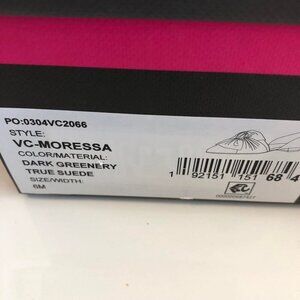 PO:0304VC2066
STYLE:
VC-MORESSA
COLOR/MATERIAL:
DARK GREENERY
TRUE SUEDE
SIZE/WIDTH:
6M
1 92151 151 68 4